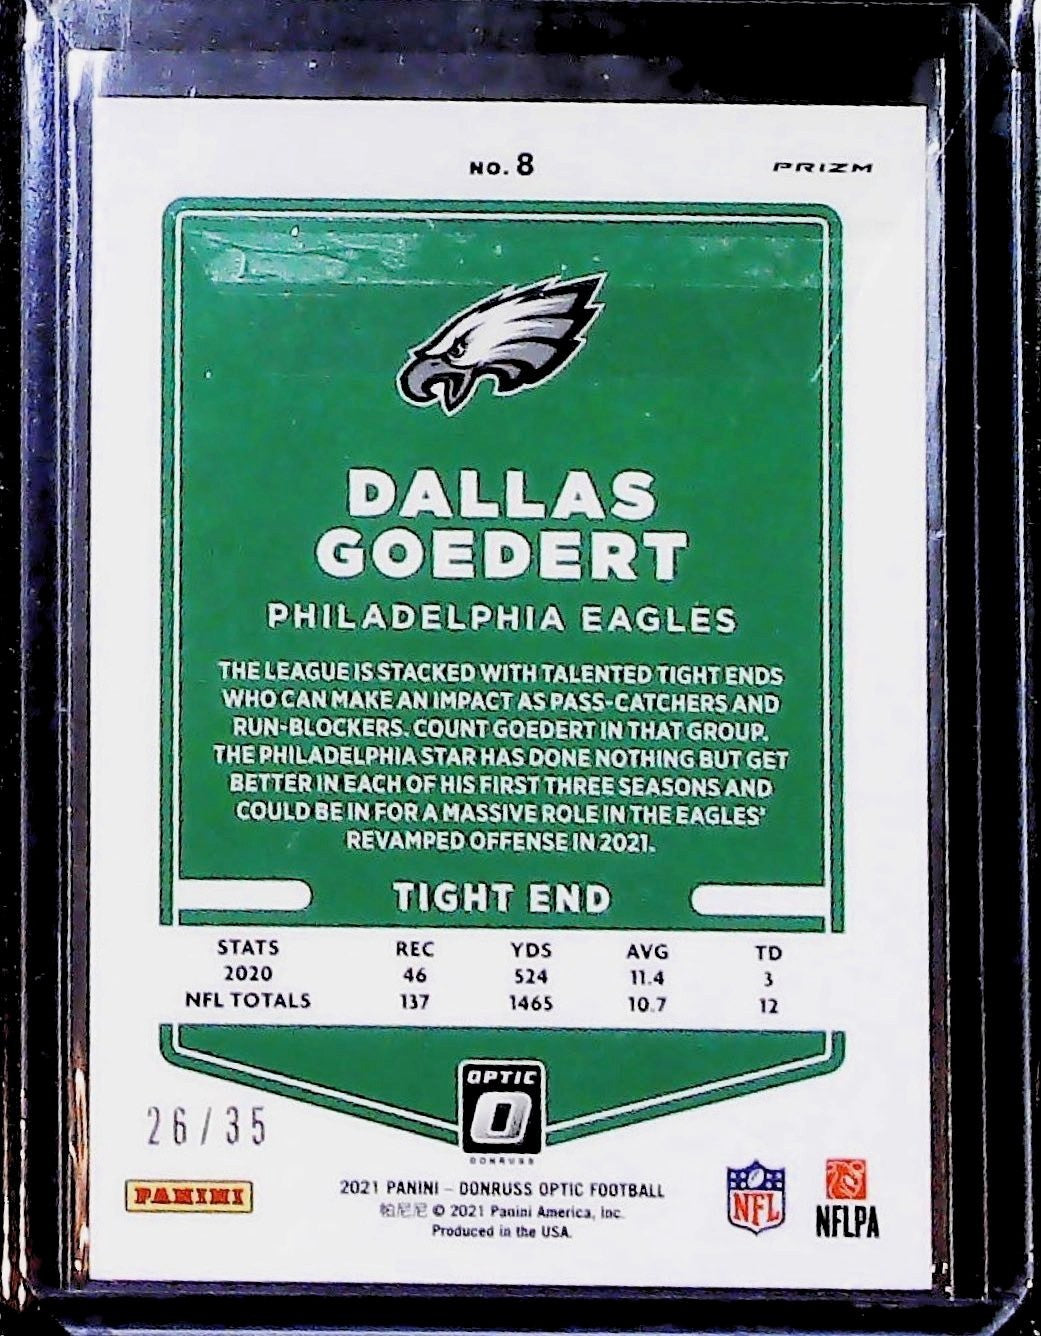 NO. 8
PRIZM
DALLAS
GOEDERT
PHILADELPHIA EAGLES
THE LEAGUE IS STACKED WITH TALENTED TIGHT ENDS
WHO CAN MAKE AN IMPACT AS PASS-CATCHERS AND
RUN-BLOCKERS. COUNT GOEDERT IN THAT GROUP.
THE PHILADELPHIA STAR HAS DONE NOTHING BUT GET
BETTER IN EACH OF HIS FIRST THREE SEASONS AND
COULD BE IN FOR A MASSIVE ROLE IN THE EAGLES'
REVAMPED OFFENSE IN 2021.
TIGHT END
STATS REC YDS AVG TD
2020 46 524 11.4 3
NFL TOTALS 137 1465 10.7 12
OPTIC
O
DONRUSS
26/35
PANINI
2021 PANINI – DONRUSS OPTIC FOOTBALL
帕尼尼 © 2021 Panini America, Inc.
Produced in the USA.
NFL
NFLPA